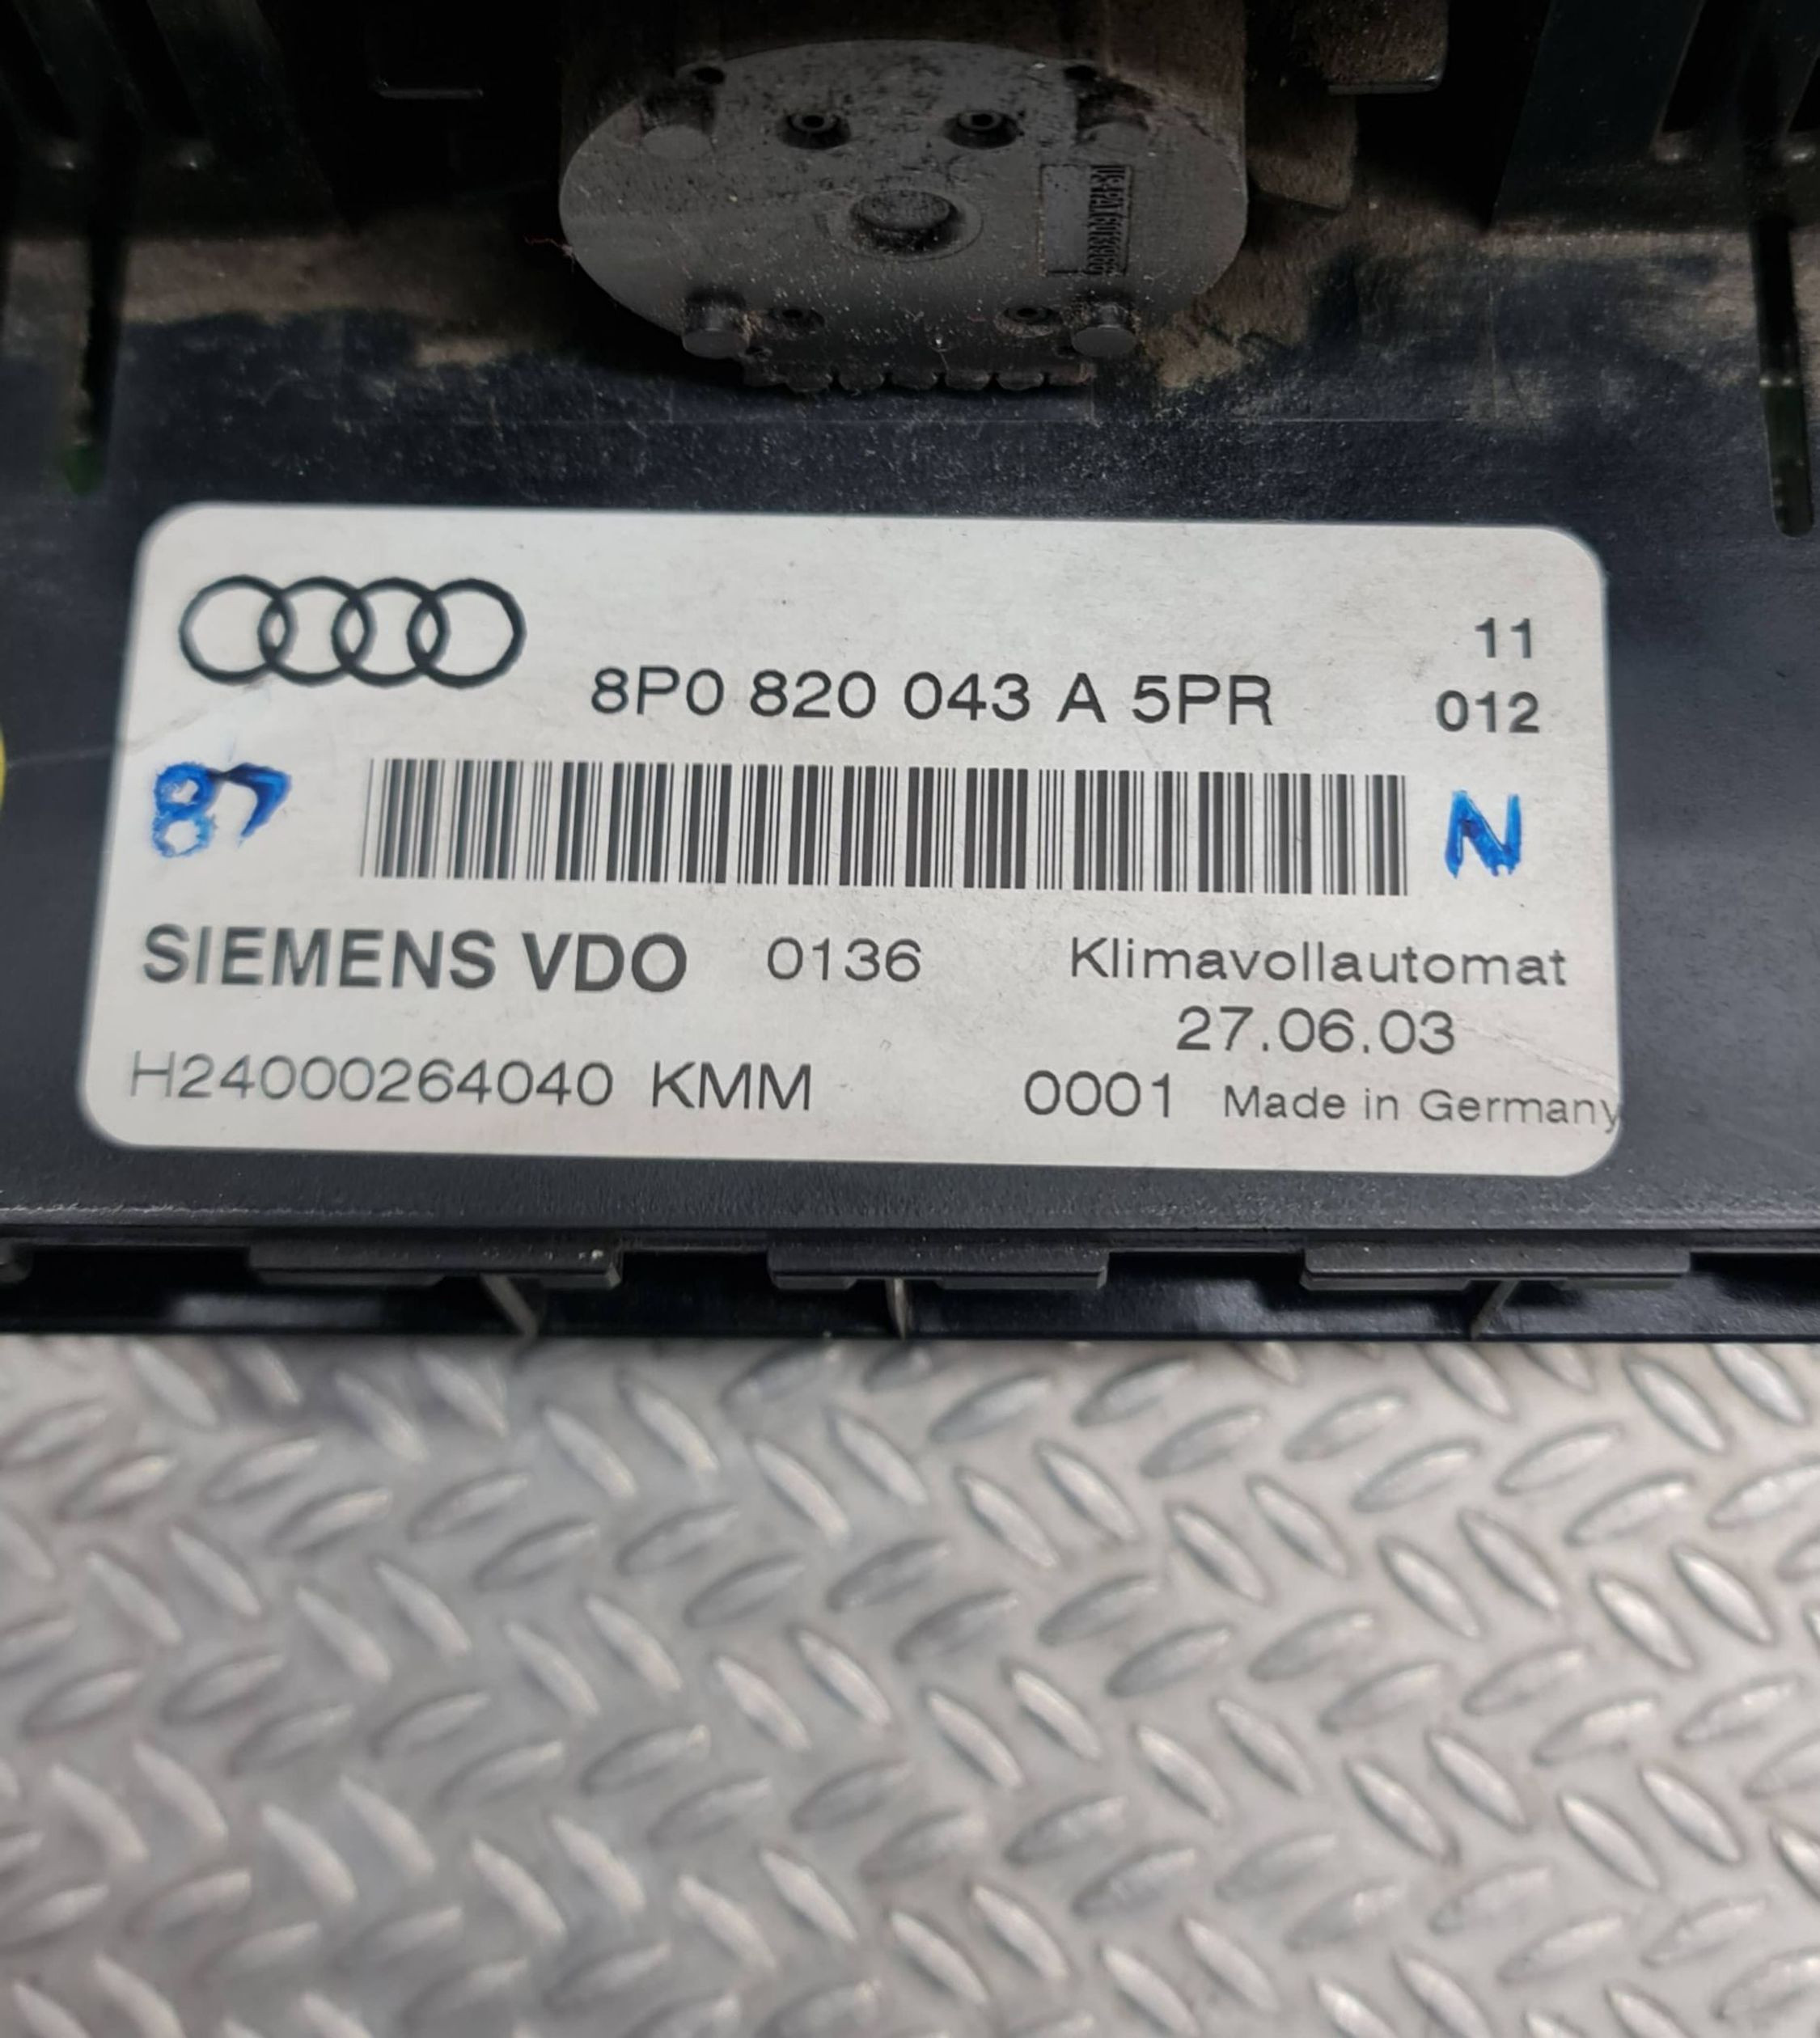 8P0 820 043 A 5PR
11
012
87
N
SIEMENS VDO 0136 Klimavollautomat
27.06.03
H24000264040 KMM 0001 Made in Germany